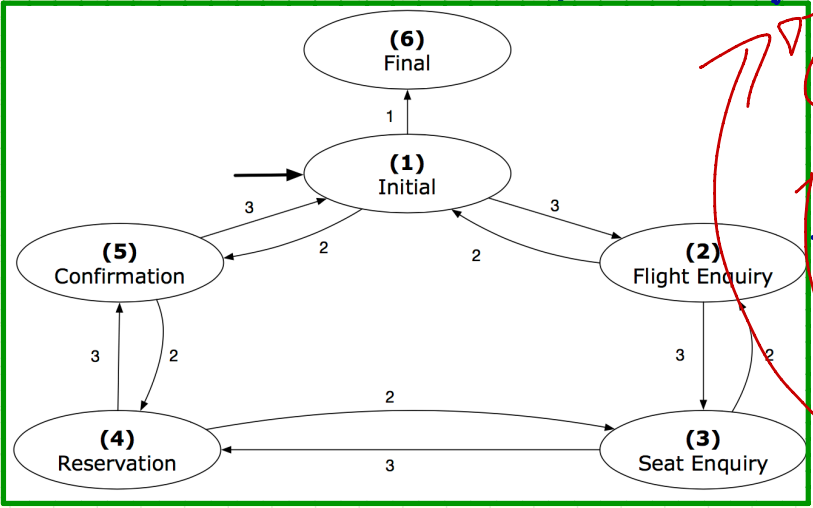 (6)
Final
1
(1)
Initial
3
3
2
2
(5)
Confirmation
(2)
Flight Enquiry
3
2
3
2
2
(4)
Reservation
(3)
Seat Enquiry
3